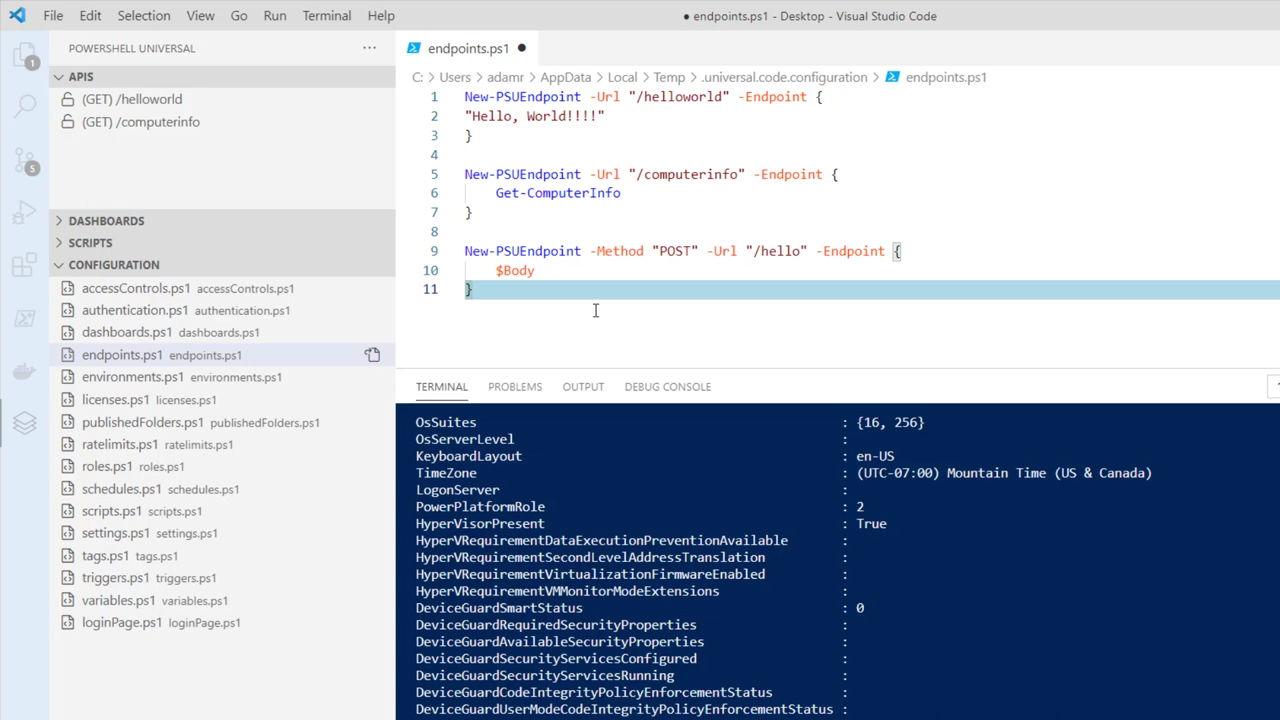 File Edit Selection View Go Run Terminal Help
● endpoints.ps1 - Desktop - Visual Studio Code
1
5
POWERSHELL UNIVERSAL ...
APIS
(GET) /helloworld
(GET) /computerinfo
DASHBOARDS
SCRIPTS
CONFIGURATION
accessControls.ps1 accessControls.ps1
authentication.ps1 authentication.ps1
dashboards.ps1 dashboards.ps1
endpoints.ps1 endpoints.ps1
environments.ps1 environments.ps1
licenses.ps1 licenses.ps1
publishedFolders.ps1 publishedFolders.ps1
ratelimits.ps1 ratelimits.ps1
roles.ps1 roles.ps1
schedules.ps1 schedules.ps1
scripts.ps1 scripts.ps1
settings.ps1 settings.ps1
tags.ps1 tags.ps1
triggers.ps1 triggers.ps1
variables.ps1 variables.ps1
loginPage.ps1 loginPage.ps1
endpoints.ps1 ●
C: > Users > adamr > AppData > Local > Temp > .universal.code.configuration > endpoints.ps1
1 New-PSUEndpoint -Url "/helloworld" -Endpoint {
2 "Hello, World!!!!"
3 }
4
5 New-PSUEndpoint -Url "/computerinfo" -Endpoint {
6 Get-ComputerInfo
7 }
8
9 New-PSUEndpoint -Method "POST" -Url "/hello" -Endpoint {
10 $Body
11 }
TERMINAL PROBLEMS OUTPUT DEBUG CONSOLE
OsSuites : {16, 256}
OsServerLevel :
KeyboardLayout : en-US
TimeZone : (UTC-07:00) Mountain Time (US & Canada)
LogonServer :
PowerPlatformRole : 2
HyperVisorPresent : True
HyperVRequirementDataExecutionPreventionAvailable :
HyperVRequirementSecondLevelAddressTranslation :
HyperVRequirementVirtualizationFirmwareEnabled :
HyperVRequirementVMMonitorModeExtensions :
DeviceGuardSmartStatus : 0
DeviceGuardRequiredSecurityProperties :
DeviceGuardAvailableSecurityProperties :
DeviceGuardSecurityServicesConfigured :
DeviceGuardSecurityServicesRunning :
DeviceGuardCodeIntegrityPolicyEnforcementStatus :
DeviceGuardUserModeCodeIntegrityPolicyEnforcementStatus :